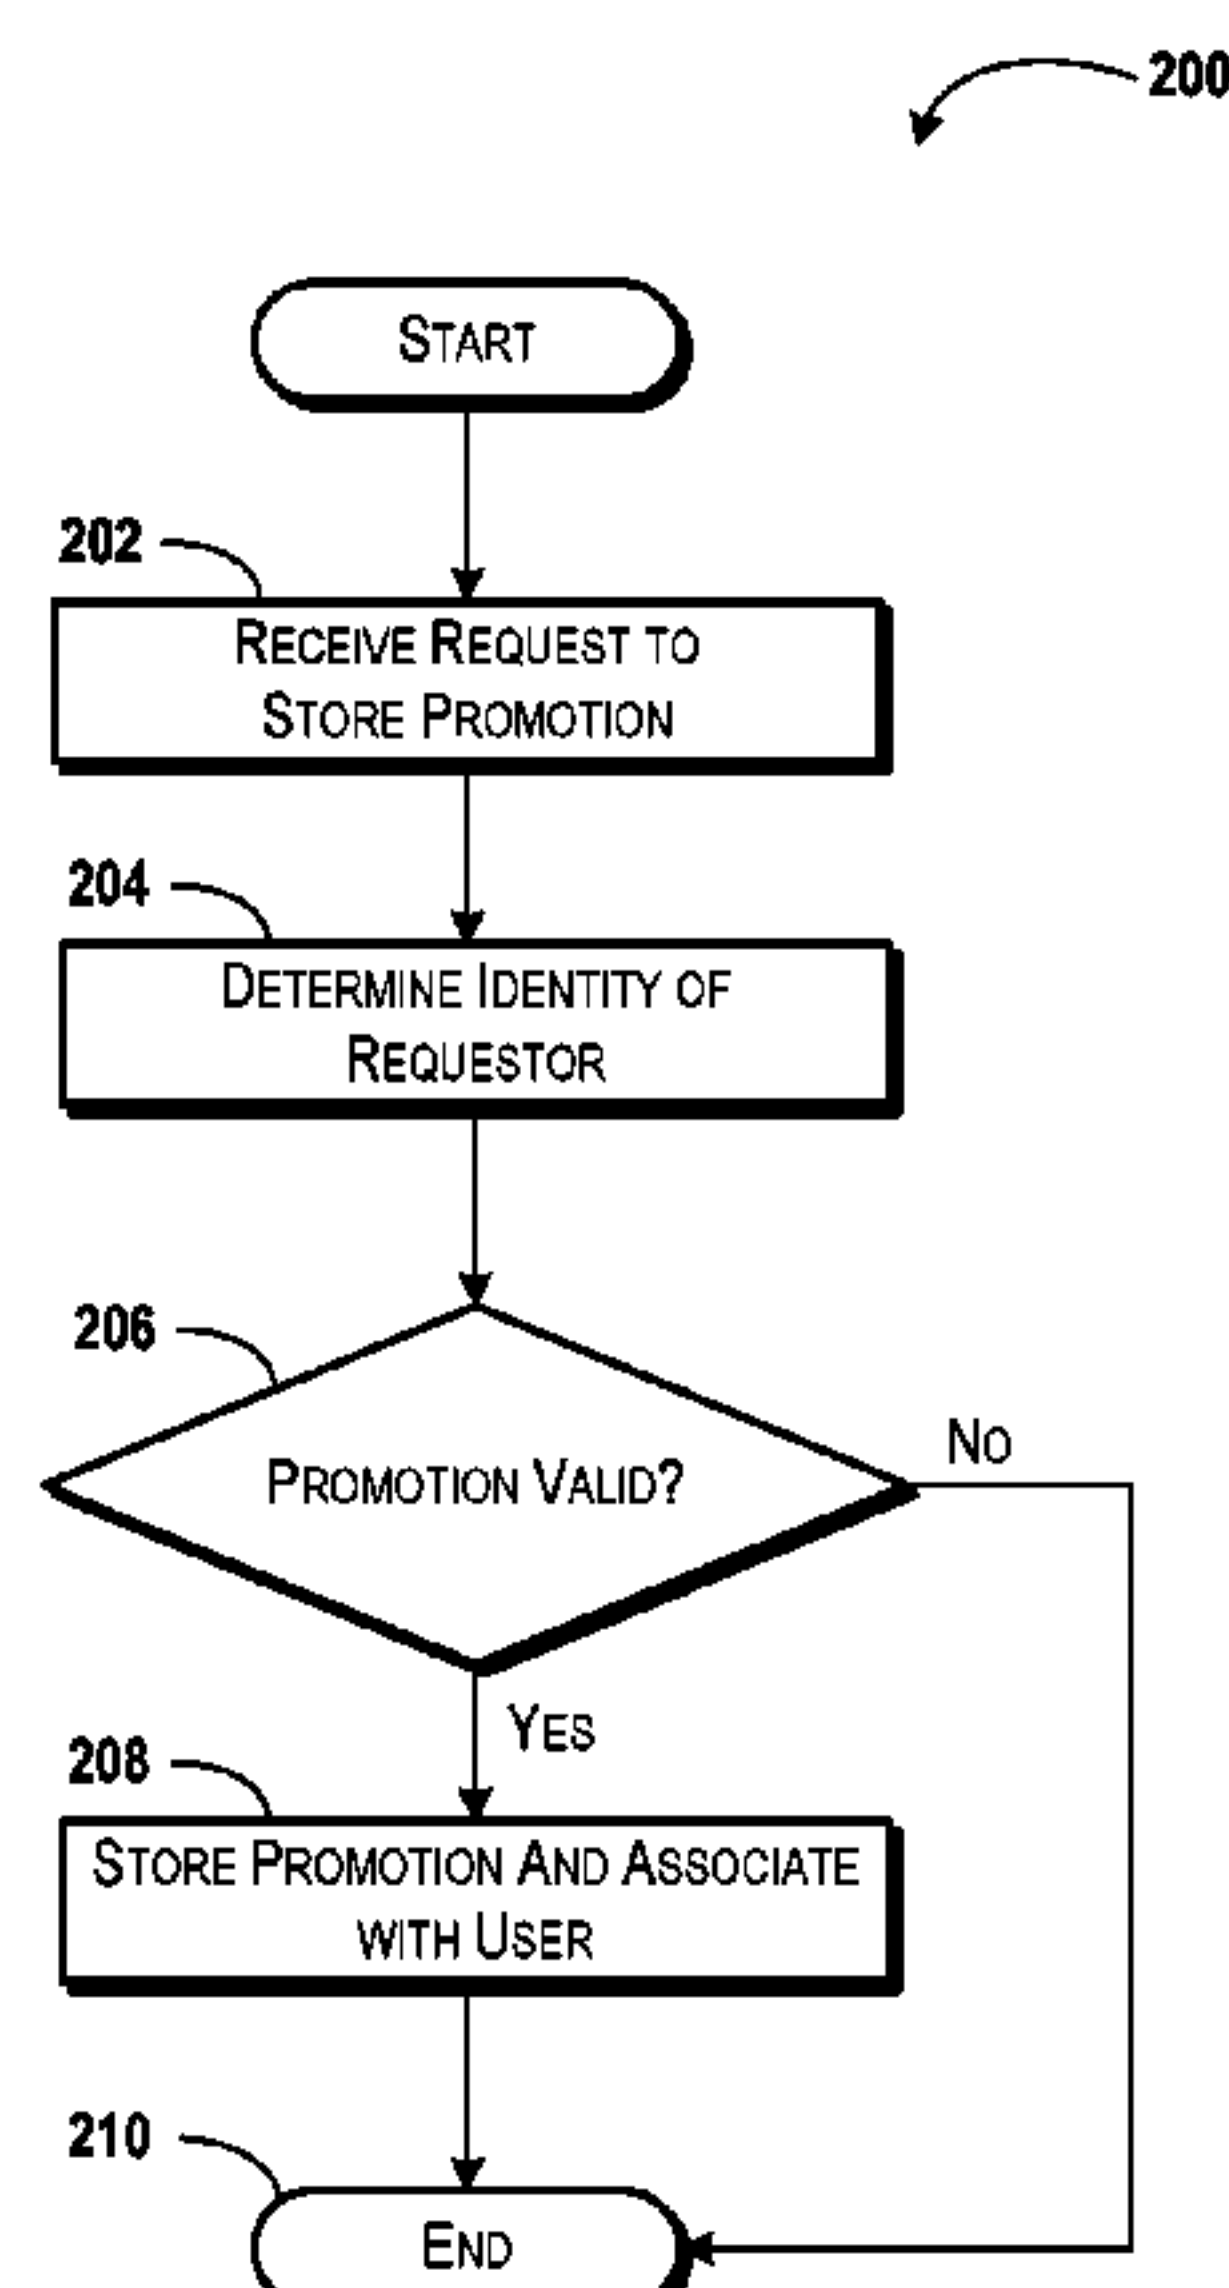 200
START
202
RECEIVE REQUEST TO
STORE PROMOTION
204
DETERMINE IDENTITY OF
REQUESTOR
206
PROMOTION VALID?
NO
YES
208
STORE PROMOTION AND ASSOCIATE
WITH USER
210
END